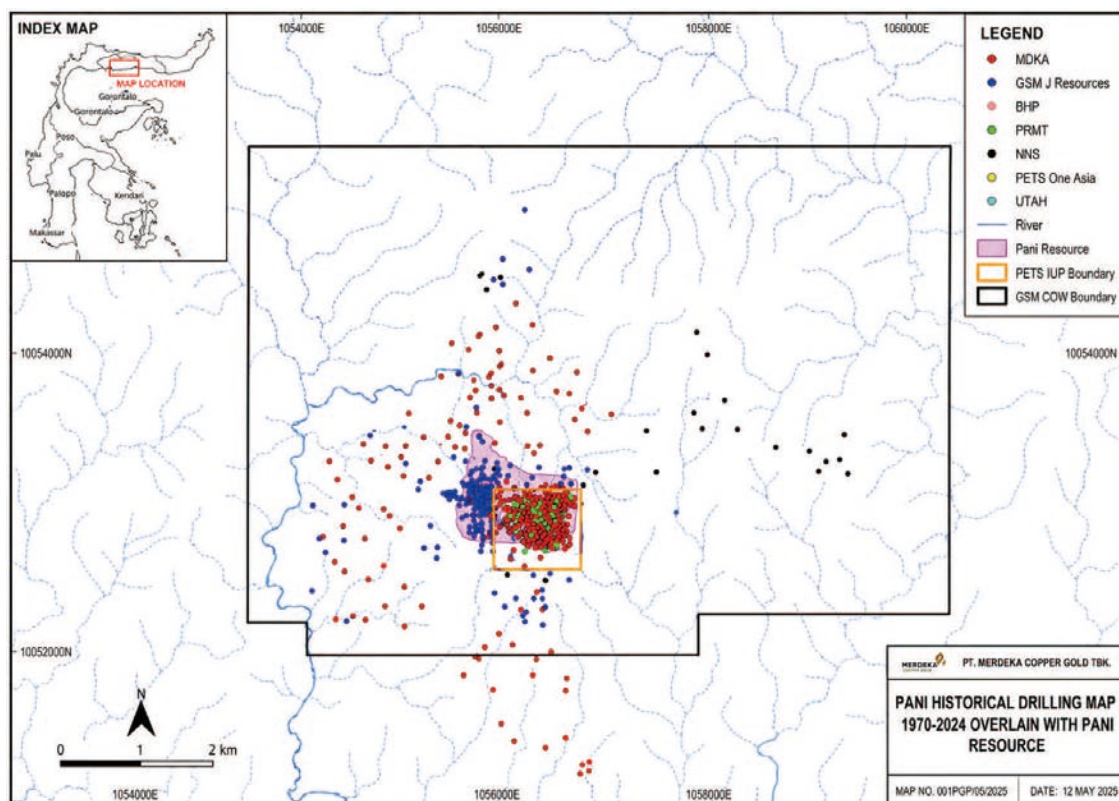 INDEX MAP
MAP LOCATION
Gorontalo
Gorontalo
Poso
Palu
Palopo
Kendari
Makassar
10054000E
1056000E
1060000E
LEGEND
MDKA
GSM J Resources
BHP
PRMT
NNS
PETS One Asia
UTAH
River
Pani Resource
PETS IUP Boundary
GSM COW Boundary
10054000N
10054000N
10052000N
N
0 1 2 km
MERDEKA
COPPER GOLD
PT. MERDEKA COPPER GOLD TBK.
PANI HISTORICAL DRILLING MAP
1970-2024 OVERLAIN WITH PANI
RESOURCE
MAP NO. 001PGP/05/2025
DATE: 12 MAY 2025
1054000E
1056000E
1058000E